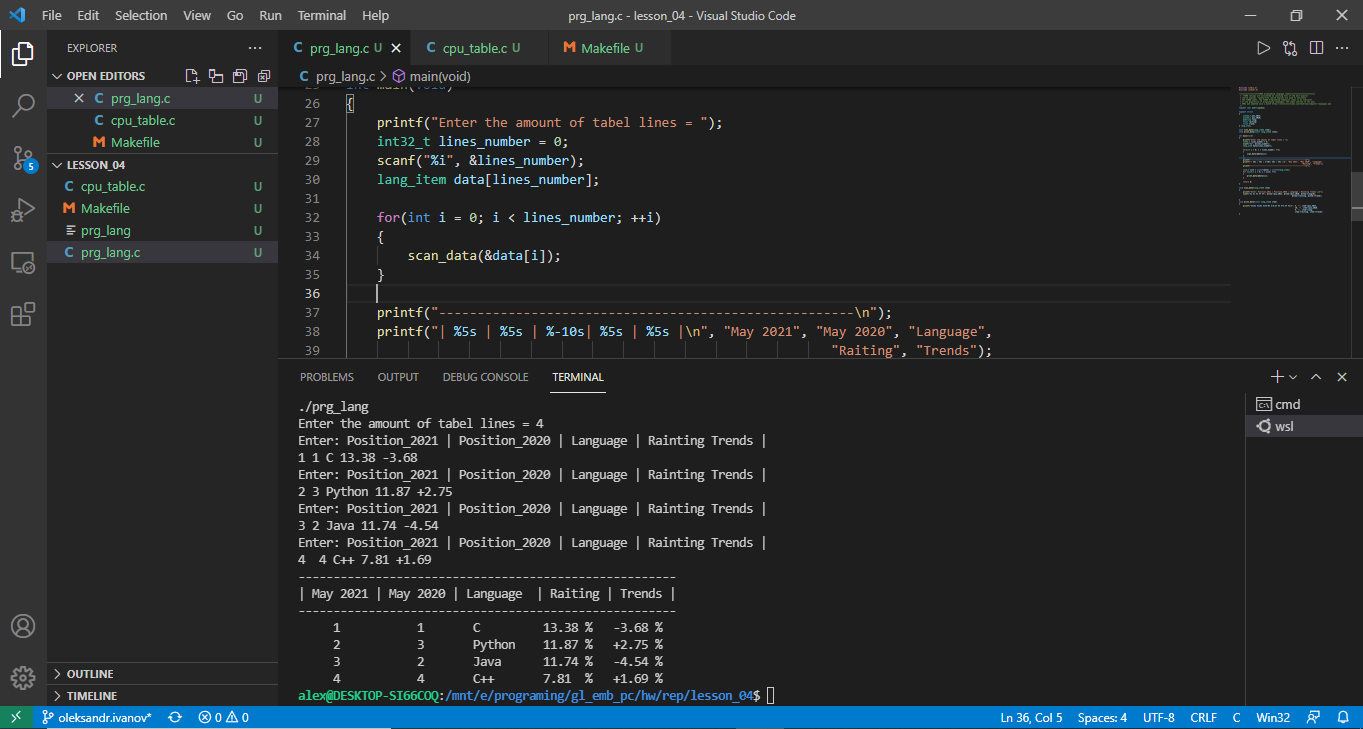 File Edit Selection View Go Run Terminal Help prg_lang.c - lesson_04 - Visual Studio Code
EXPLORER
OPEN EDITORS
prg_lang.c U
cpu_table.c U
Makefile U
LESSON_04
cpu_table.c U
Makefile U
prg_lang U
prg_lang.c U
OUTLINE
TIMELINE
5
prg_lang.c U cpu_table.c U Makefile U
prg_lang.c > main(void)
25 int main(void)
26 {
27 printf("Enter the amount of tabel lines = ");
28 int32_t lines_number = 0;
29 scanf("%i", &lines_number);
30 lang_item data[lines_number];
31
32 for(int i = 0; i < lines_number; ++i)
33 {
34 scan_data(&data[i]);
35 }
36
37 printf("------------------------------------------------------\n");
38 printf("| %5s | %5s | %-10s| %5s | %5s |\n", "May 2021", "May 2020", "Language",
39 "Raiting", "Trends");
PROBLEMS OUTPUT DEBUG CONSOLE TERMINAL
cmd
wsl
./prg_lang
Enter the amount of tabel lines = 4
Enter: Position_2021 | Position_2020 | Language | Rainting Trends |
1 1 C 13.38 -3.68
Enter: Position_2021 | Position_2020 | Language | Rainting Trends |
2 3 Python 11.87 +2.75
Enter: Position_2021 | Position_2020 | Language | Rainting Trends |
3 2 Java 11.74 -4.54
Enter: Position_2021 | Position_2020 | Language | Rainting Trends |
4  4 C++ 7.81 +1.69
------------------------------------------------------
| May 2021 | May 2020 | Language  | Raiting | Trends |
------------------------------------------------------
1 1 C 13.38 % -3.68 %
2 3 Python 11.87 % +2.75 %
3 2 Java 11.74 % -4.54 %
4 4 C++ 7.81 % +1.69 %
alex@DESKTOP-SI66COQ:/mnt/e/programing/gl_emb_pc/hw/rep/lesson_04$
oleksandr.ivanov* 0 0 Ln 36, Col 5 Spaces: 4 UTF-8 CRLF C Win32